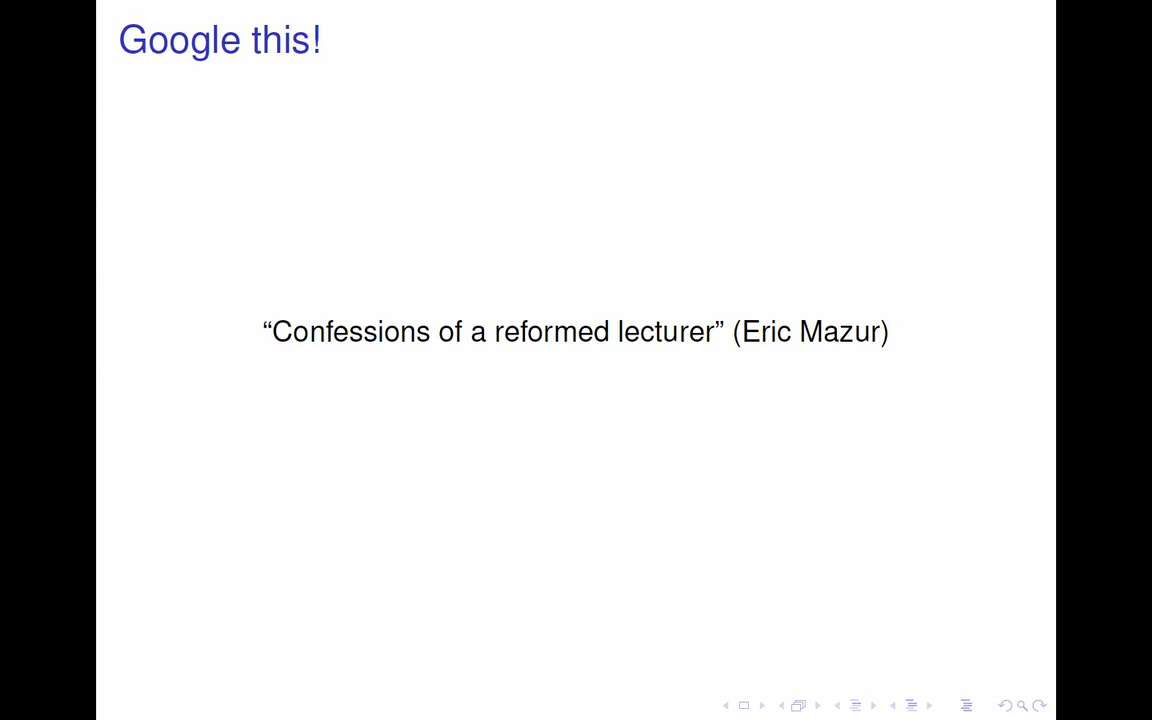 Google this!
“Confessions of a reformed lecturer” (Eric Mazur)